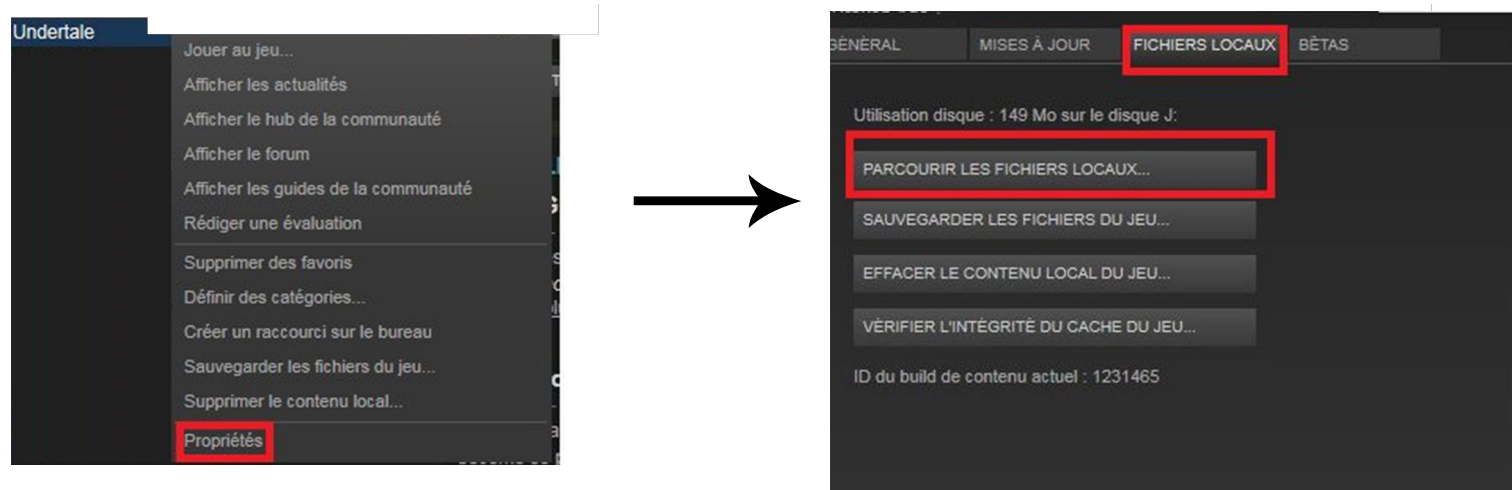 Undertale
Jouer au jeu...
Afficher les actualités
Afficher le hub de la communauté
Afficher le forum
Afficher les guides de la communauté
Rédiger une évaluation
Supprimer des favoris
Définir des catégories...
Créer un raccourci sur le bureau
Sauvegarder les fichiers du jeu...
Supprimer le contenu local...
Propriétés
GÉNÉRAL MISES À JOUR FICHIERS LOCAUX BÊTAS
Utilisation disque : 149 Mo sur le disque J:
PARCOURIR LES FICHIERS LOCAUX...
SAUVEGARDER LES FICHIERS DU JEU...
EFFACER LE CONTENU LOCAL DU JEU...
VÉRIFIER L'INTÉGRITÉ DU CACHE DU JEU...
ID du build de contenu actuel : 1231465